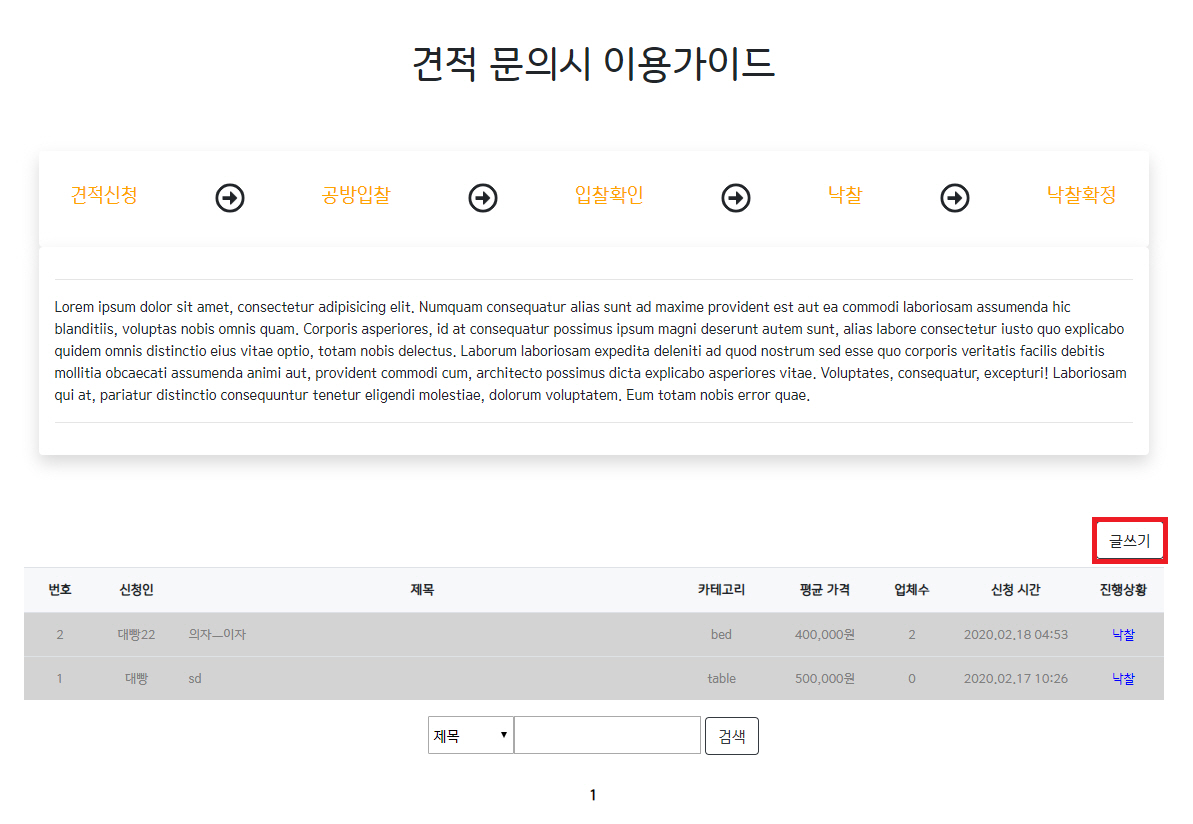 견적 문의시 이용가이드
견적신청 공방입찰 입찰확인 낙찰 낙찰확정
Lorem ipsum dolor sit amet, consectetur adipisicing elit. Numquam consequatur alias sunt ad maxime provident est aut ea commodi laboriosam assumenda hic
blanditiis, voluptas nobis omnis quam. Corporis asperiores, id at consequatur possimus ipsum magni deserunt autem sunt, alias labore consectetur iusto quo explicabo
quidem omnis distinctio eius vitae optio, totam nobis delectus. Laborum laboriosam expedita deleniti ad quod nostrum sed esse quo corporis veritatis facilis debitis
mollitia obcaecati assumenda animi aut, provident commodi cum, architecto possimus dicta explicabo asperiores vitae. Voluptates, consequatur, excepturi! Laboriosam
qui at, pariatur distinctio consequuntur tenetur eligendi molestiae, dolorum voluptatem. Eum totam nobis error quae.
글쓰기
번호 신청인 제목 카테고리 평균 가격 업체수 신청 시간 진행상황
2 대빵22 의자ㅡ이자 bed 400,000원 2 2020.02.18 04:53 낙찰
1 대빵 sd table 500,000원 0 2020.02.17 10:26 낙찰
제목 검색
1